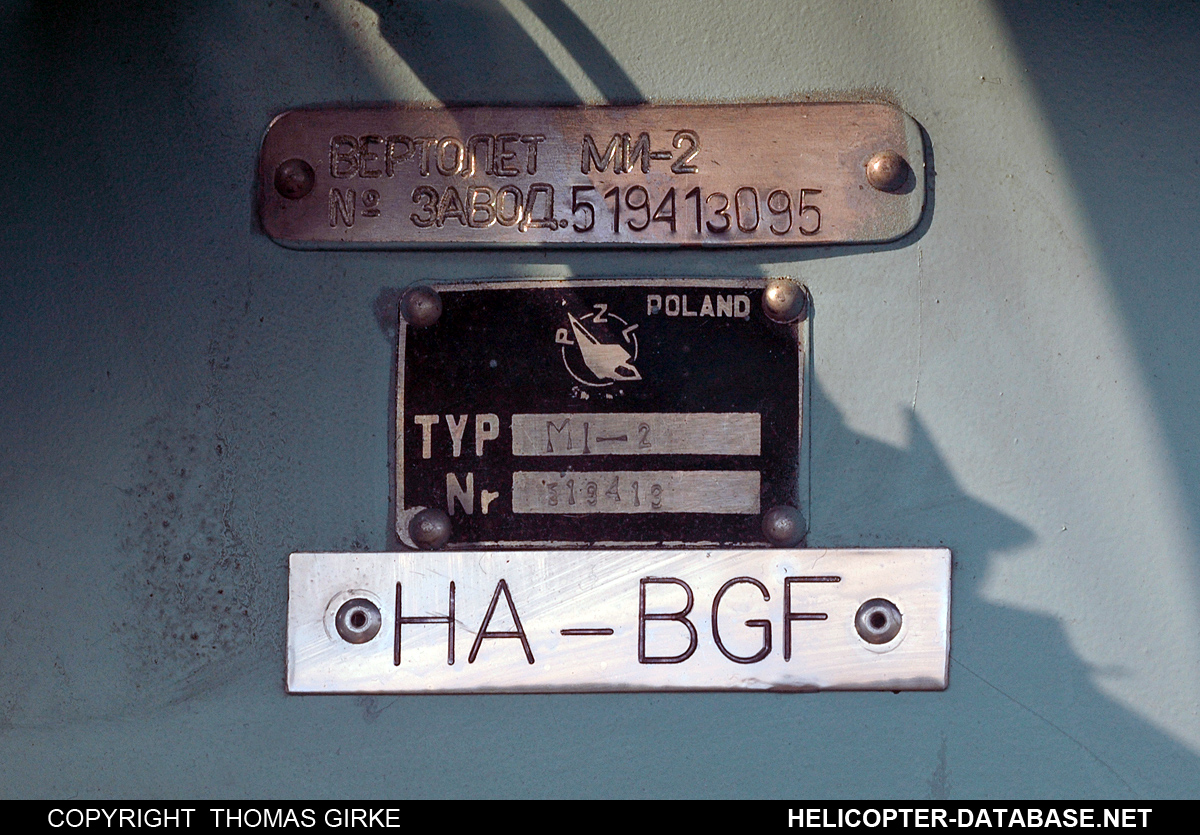 ВЕРТОЛЕТ МИ-2
№ ЗАВОД.519413095
POLAND
PZL
TYP MI-2
Nr
HA-BGF
COPYRIGHT THOMAS GIRKE
HELICOPTER-DATABASE.NET